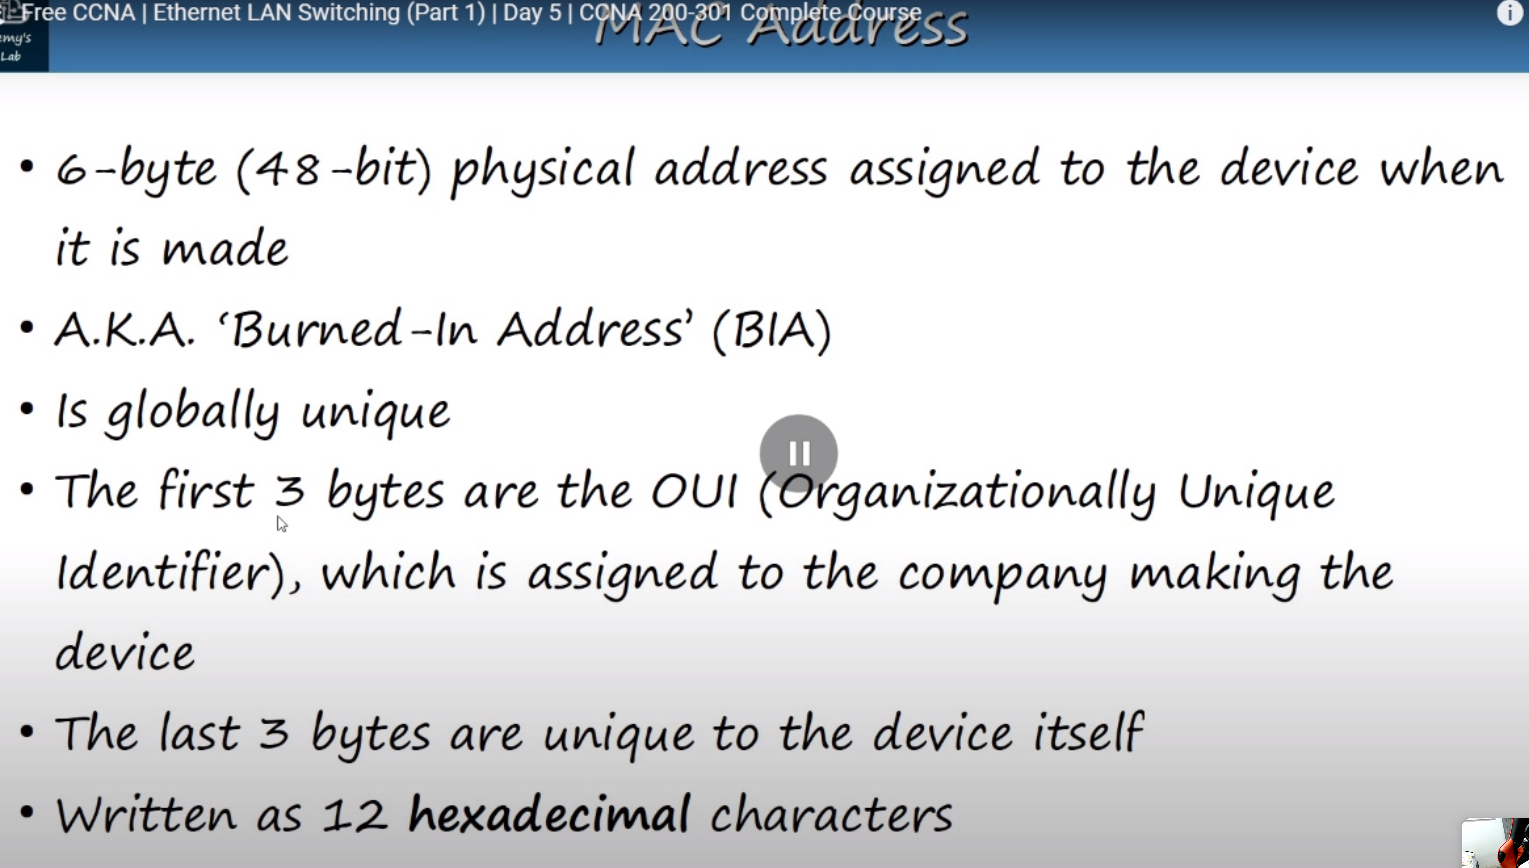 Free CCNA | Ethernet LAN Switching (Part 1) | Day 5 | CCNA 200-301 Complete Course
MAC Address
emy's
Lab
• 6-byte (48-bit) physical address assigned to the device when
it is made
• A.K.A. ‘Burned-In Address’ (BIA)
• Is globally unique
• The first 3 bytes are the OUI (Organizationally Unique
Identifier), which is assigned to the company making the
device
• The last 3 bytes are unique to the device itself
• Written as 12 hexadecimal characters